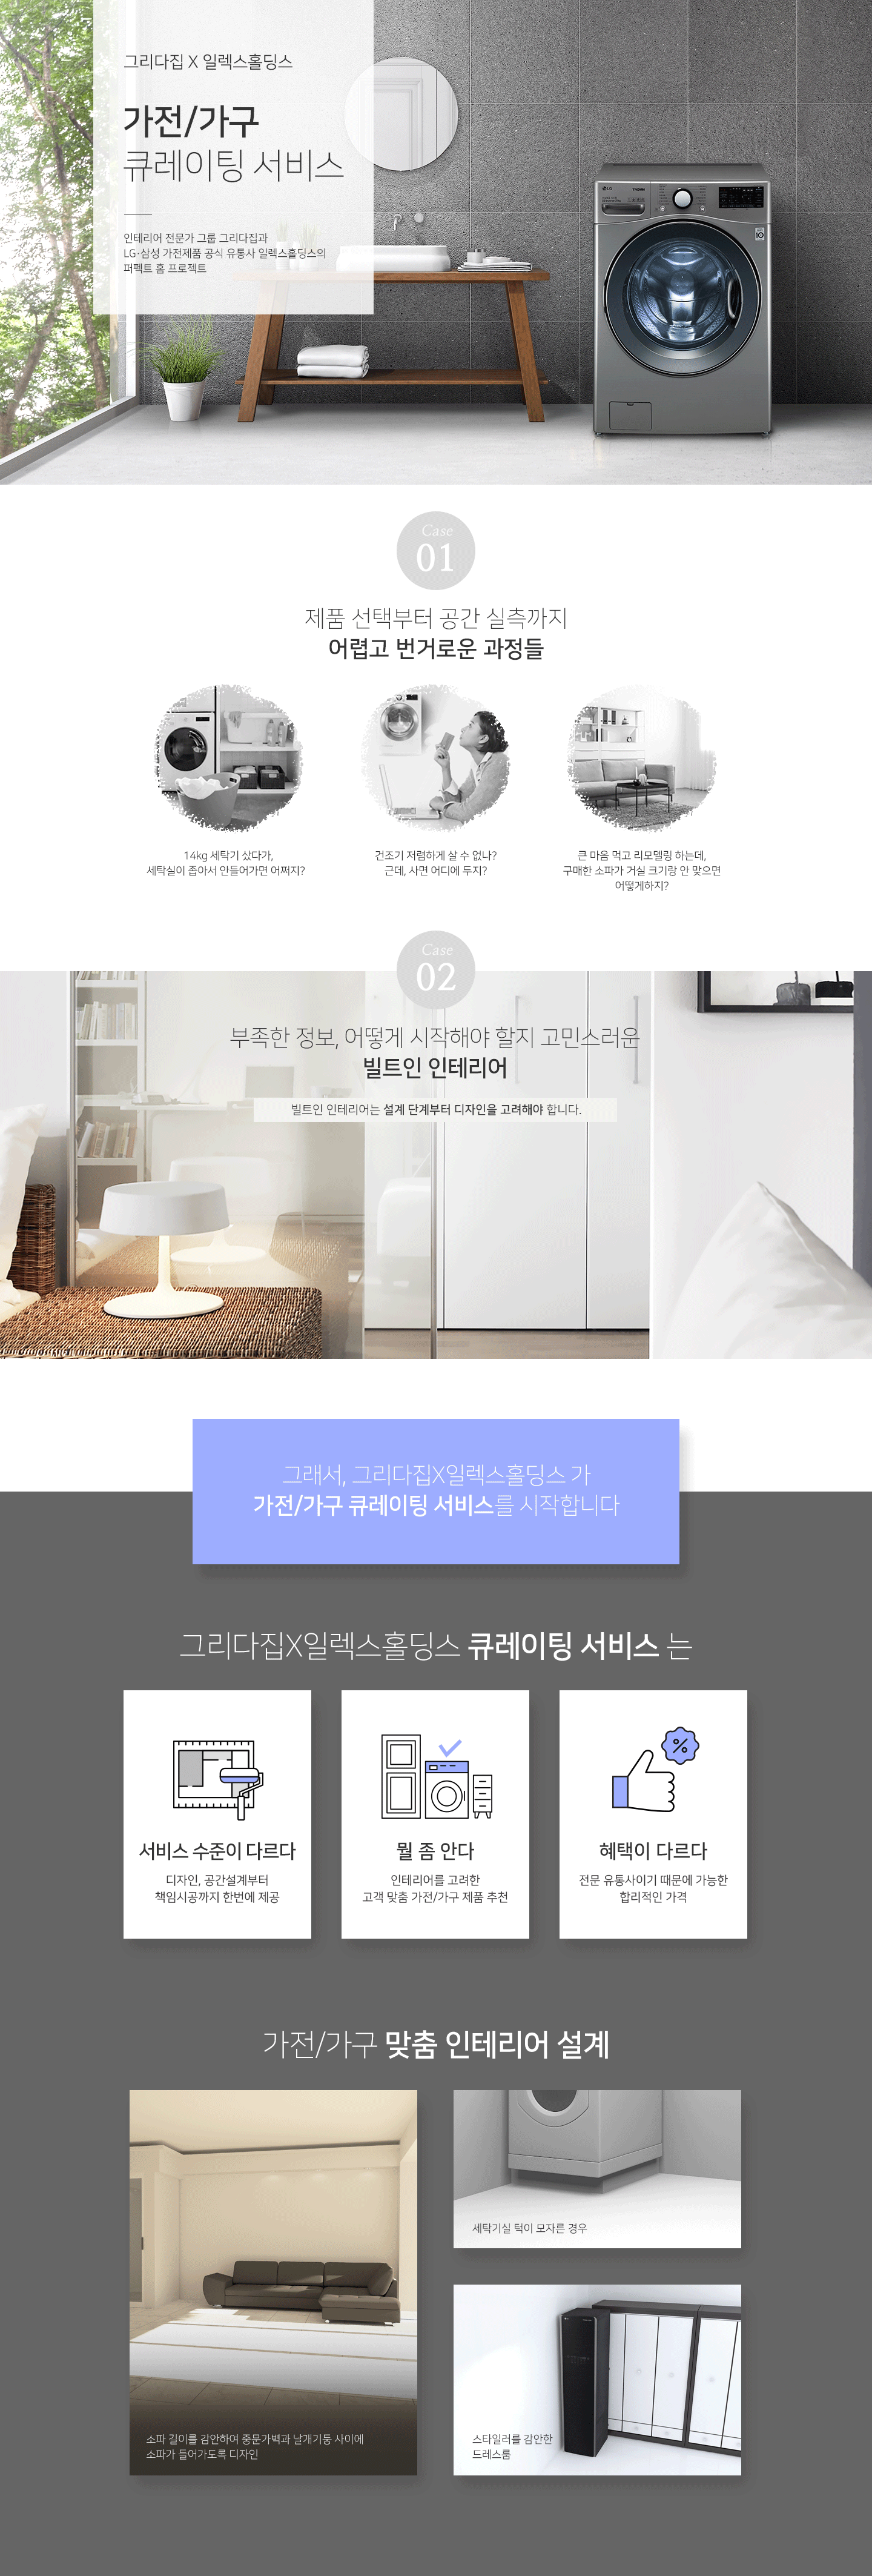 그리다집 X 일렉스홀딩스
가전/가구
큐레이팅 서비스
인테리어 전문가 그룹 그리다집과
LG·삼성 가전제품 공식 유통사 일렉스홀딩스의
퍼펙트 홈 프로젝트
LG
Case
01
제품 선택부터 공간 실측까지
어렵고 번거로운 과정들
14kg 세탁기 샀다가,
세탁실이 좁아서 안들어가면 어쩌지?
건조기 저렴하게 살 수 없나?
근데, 사면 어디에 두지?
큰 마음 먹고 리모델링 하는데,
구매한 소파가 거실 크기랑 안 맞으면
어떻게하지?
Case
02
부족한 정보, 어떻게 시작해야 할지 고민스러운
빌트인 인테리어
빌트인 인테리어는 설계 단계부터 디자인을 고려해야 합니다.
그래서, 그리다집X일렉스홀딩스 가
가전/가구 큐레이팅 서비스를 시작합니다
그리다집X일렉스홀딩스 큐레이팅 서비스 는
서비스 수준이 다르다
디자인, 공간설계부터
책임시공까지 한번에 제공
뭘 좀 안다
인테리어를 고려한
고객 맞춤 가전/가구 제품 추천
%
혜택이 다르다
전문 유통사이기 때문에 가능한
합리적인 가격
가전/가구 맞춤 인테리어 설계
소파 길이를 감안하여 중문가벽과 날개기둥 사이에
소파가 들어가도록 디자인
세탁기실 턱이 모자른 경우
스타일러를 감안한
드레스룸